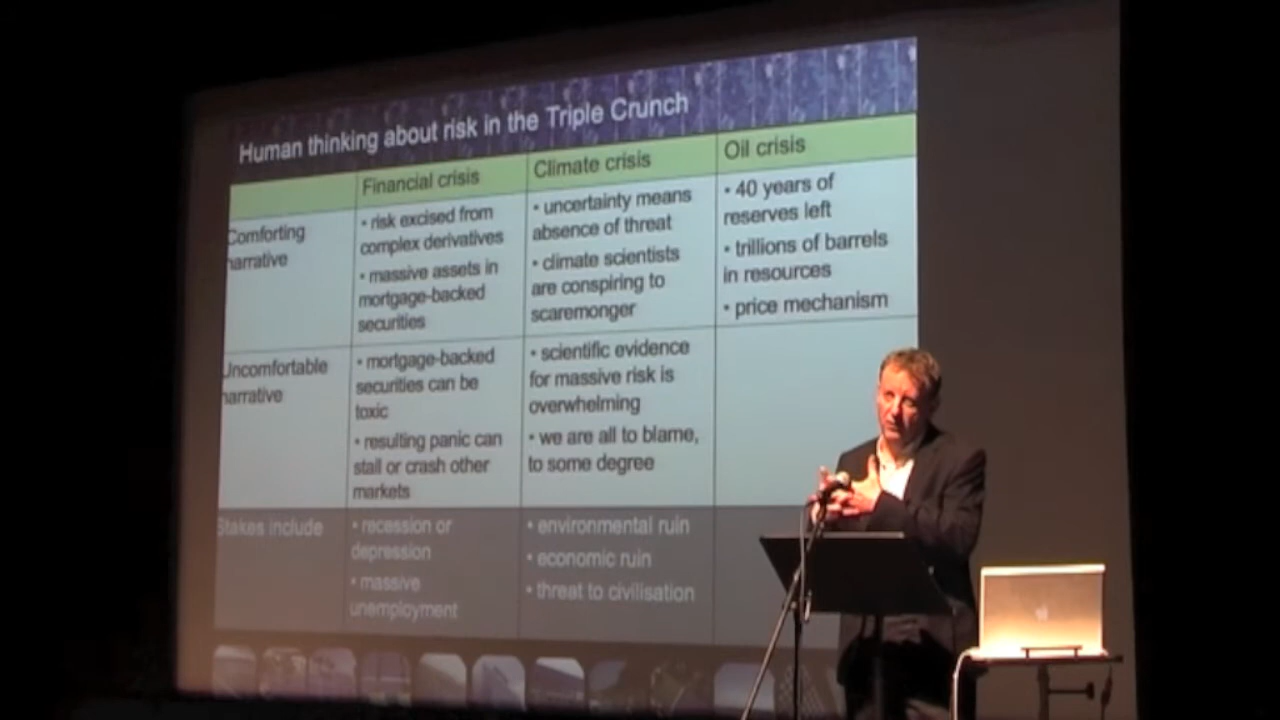 Human thinking about risk in the Triple Crunch
Financial crisis
Climate crisis
Oil crisis
Comforting
narrative
• risk excised from
complex derivatives
• massive assets in
mortgage-backed
securities
• uncertainty means
absence of threat
• climate scientists
are conspiring to
scaremonger
• 40 years of
reserves left
• trillions of barrels
in resources
• price mechanism
Uncomfortable
narrative
• mortgage-backed
securities can be
toxic
• resulting panic can
stall or crash other
markets
• scientific evidence
for massive risk is
overwhelming
• we are all to blame,
to some degree
Stakes include
• recession or
depression
• massive
unemployment
• environmental ruin
• economic ruin
• threat to civilisation